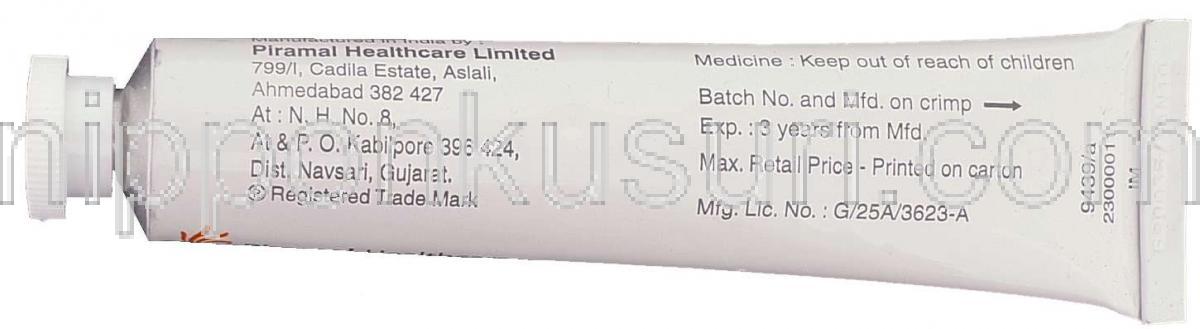 Manufactured in India by :
Piramal Healthcare Limited
799/I, Cadila Estate, Aslali,
Ahmedabad 382 427
At : N. H. No. 8,
At & P. O. Kabilpore 396 424,
Dist. Navsari, Gujarat.
® Registered Trade Mark
Medicine : Keep out of reach of children
Batch No. and Mfd. on crimp →
Exp. : 3 years from Mfd.
Max. Retail Price - Printed on carton
Mfg. Lic. No. : G/25A/3623-A
9439/a
23000011
IM
nipponkusuri.com